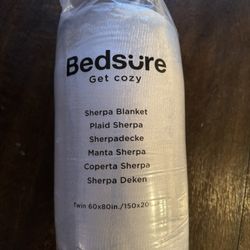 Bedsure
Get cozy
Sherpa Blanket
Plaid Sherpa
Sherpadecke
Manta Sherpa
Coperta Sherpa
Sherpa Deken
Twin 60x80in./150x20